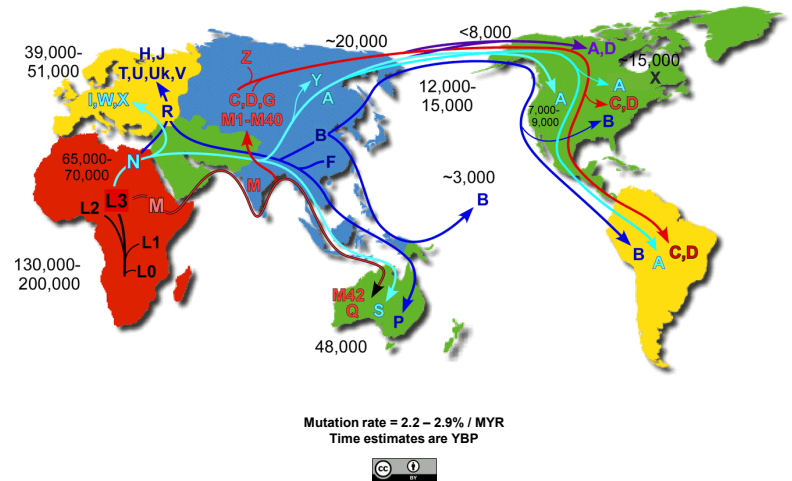 39,000-
51,000
H,J
T,U,Uk,V
I,W,X
R
65,000-
70,000
N
L3
L2
M
L1
L0
130,000-
200,000
Z
C,D,G
M1-M40
Y
A
B
F
M
~20,000
<8,000
A,D
~15,000
X
12,000-
15,000
A
A
C,D
7,000-
9,000
B
~3,000
B
M42
Q
S
P
48,000
B
A
C,D
Mutation rate = 2.2 – 2.9% / MYR
Time estimates are YBP
cc
BY